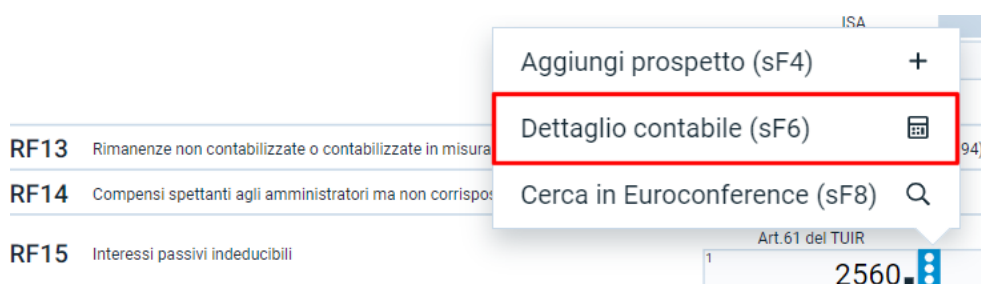 ISA
Aggiungi prospetto (sF4)
Dettaglio contabile (sF6)
RF13 Rimanenze non contabilizzate o contabilizzate in misura 94)
RF14 Compensi spettanti agli amministratori ma non
Cerca in Euroconference (sF8)
Art.61 del TUIR
RF15 Interessi passivi indeducibili
1
2560